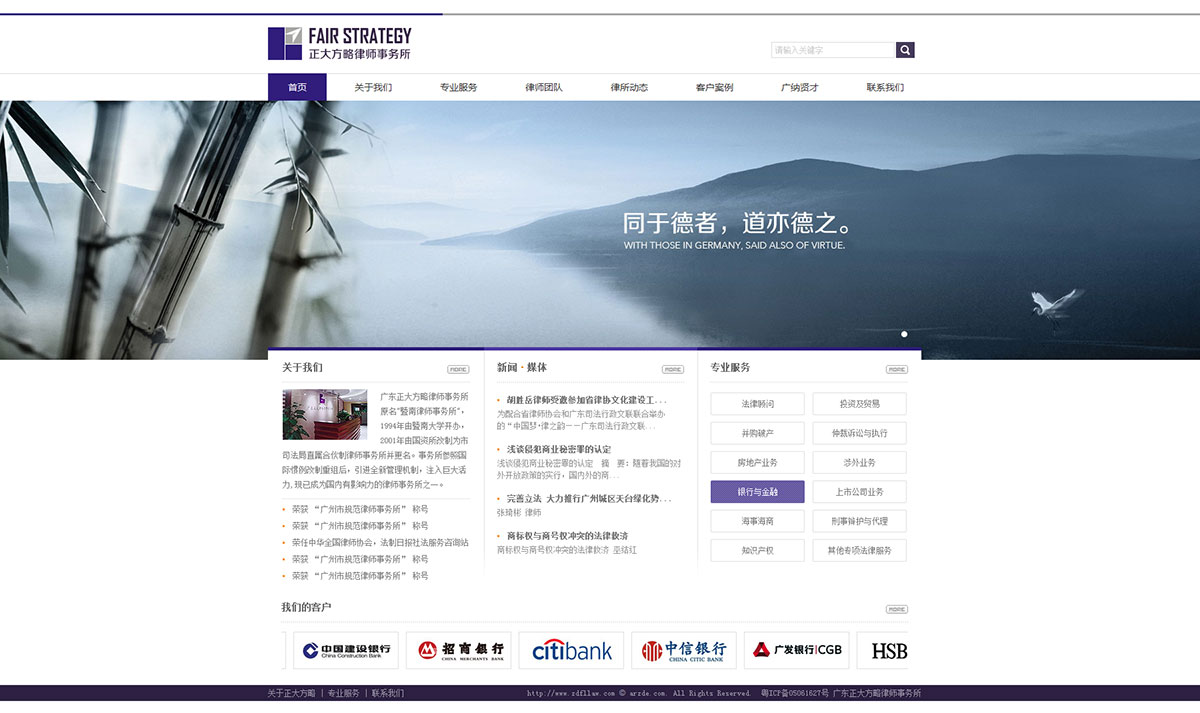 FAIR STRATEGY
正大方略律师事务所
请输入关键字
首页 关于我们 专业服务 律师团队 律所动态 客户案例 广纳贤才 联系我们
同于德者，道亦德之。
WITH THOSE IN GERMANY, SAID ALSO OF VIRTUE.
关于我们 MORE
广东正大方略律师事务所
原名“暨南律师事务所”，
1994年由暨南大学开办，
2001年由国资所改制为市
司法局直属合伙制律师事务所并更名。事务所参照国
际惯例改制重组后，引进全新管理机制，注入巨大活
力，现已成为国内有影响力的律师事务所之一。
荣获 “广州市规范律师事务所” 称号
荣获 “广州市规范律师事务所” 称号
荣任中华全国律师协会，法制日报社法服务咨询站
荣获 “广州市规范律师事务所” 称号
荣获 “广州市规范律师事务所” 称号
新闻·媒体 MORE
胡胜岳律师受邀参加省律协文化建设工...
为配合省律师协会和广东司法行政文联联合举办
的“中国梦·律之韵——广东司法行政文联...
浅谈侵犯商业秘密罪的认定
浅谈侵犯商业秘密罪的认定 摘 要：随着我国的对
外开放政策的实行，国内外的商...
完善立法 大力推行广州城区天台绿化势...
张琦彬 律师
商标权与商号权冲突的法律救济
商标权与商号权冲突的法律救济 巫结红
专业服务 MORE
法律顾问 投资及贸易
并购破产 仲裁诉讼与执行
房地产业务 涉外业务
银行与金融 上市公司业务
海事海商 刑事辩护与代理
知识产权 其他专项法律服务
我们的客户 MORE
中国建设银行
China Construction Bank
招商银行
CHINA MERCHANTS BANK
citibank
中信银行
CHINA CITIC BANK
广发银行|CGB
HSB
关于正大方略 | 专业服务 | 联系我们
http://www.zdfllaw.com © arzde.com. All Rights Reserved. 粤ICP备05061627号 广东正大方略律师事务所